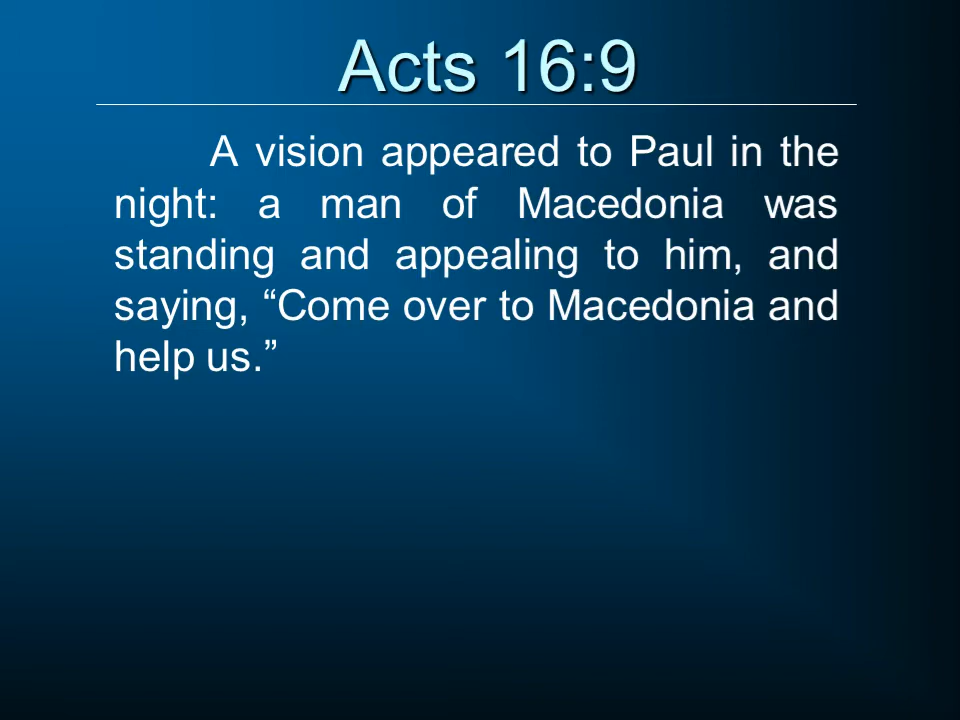 Acts 16:9
A vision appeared to Paul in the
night: a man of Macedonia was
standing and appealing to him, and
saying, “Come over to Macedonia and
help us.”